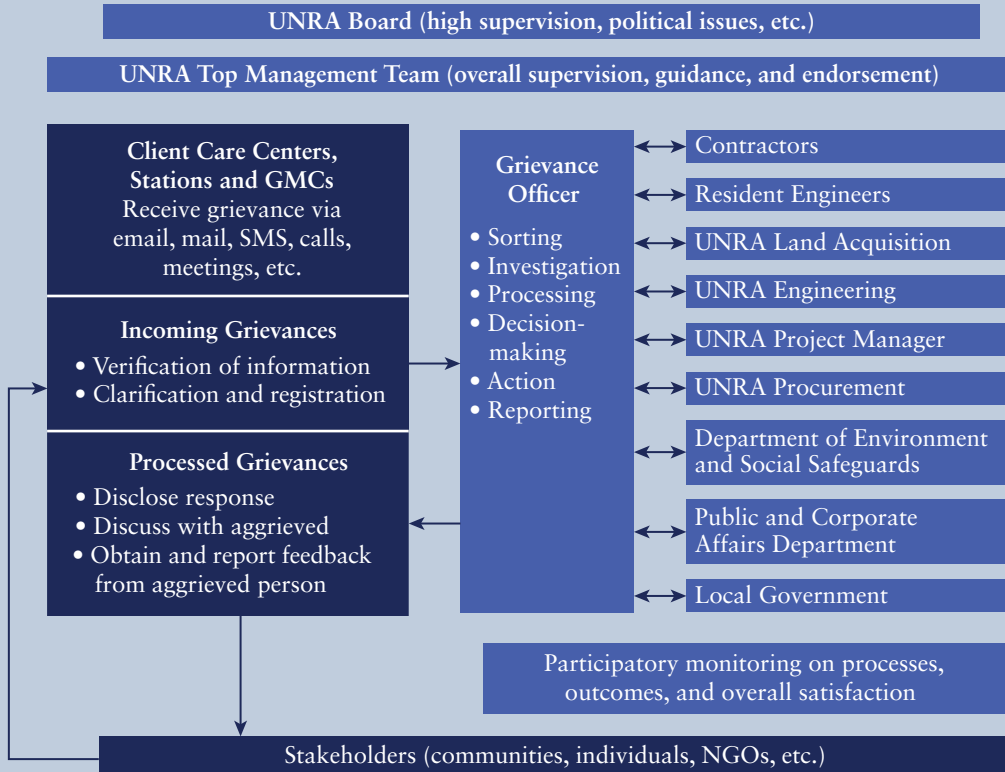 UNRA Board (high supervision, political issues, etc.)
UNRA Top Management Team (overall supervision, guidance, and endorsement)
Client Care Centers,
Stations and GMCs
Receive grievance via
email, mail, SMS, calls,
meetings, etc.
Incoming Grievances
• Verification of information
• Clarification and registration
Processed Grievances
• Disclose response
• Discuss with aggrieved
• Obtain and report feedback
from aggrieved person
Grievance
Officer
• Sorting
• Investigation
• Processing
• Decision-
making
• Action
• Reporting
Contractors
Resident Engineers
UNRA Land Acquisition
UNRA Engineering
UNRA Project Manager
UNRA Procurement
Department of Environment
and Social Safeguards
Public and Corporate
Affairs Department
Local Government
Participatory monitoring on processes,
outcomes, and overall satisfaction
Stakeholders (communities, individuals, NGOs, etc.)